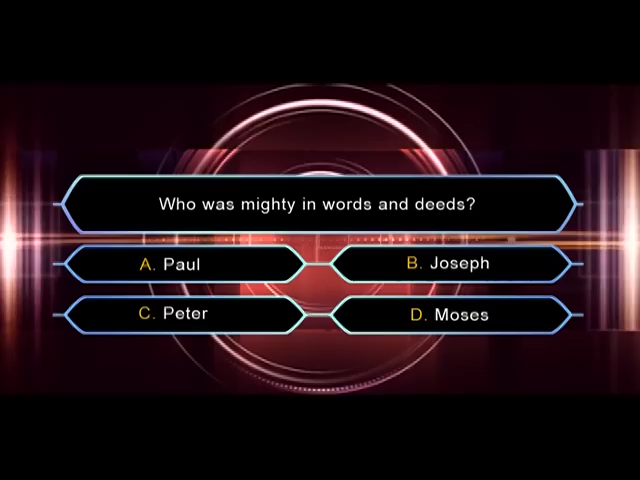 Who was mighty in words and deeds?
A. Paul
B. Joseph
C. Peter
D. Moses